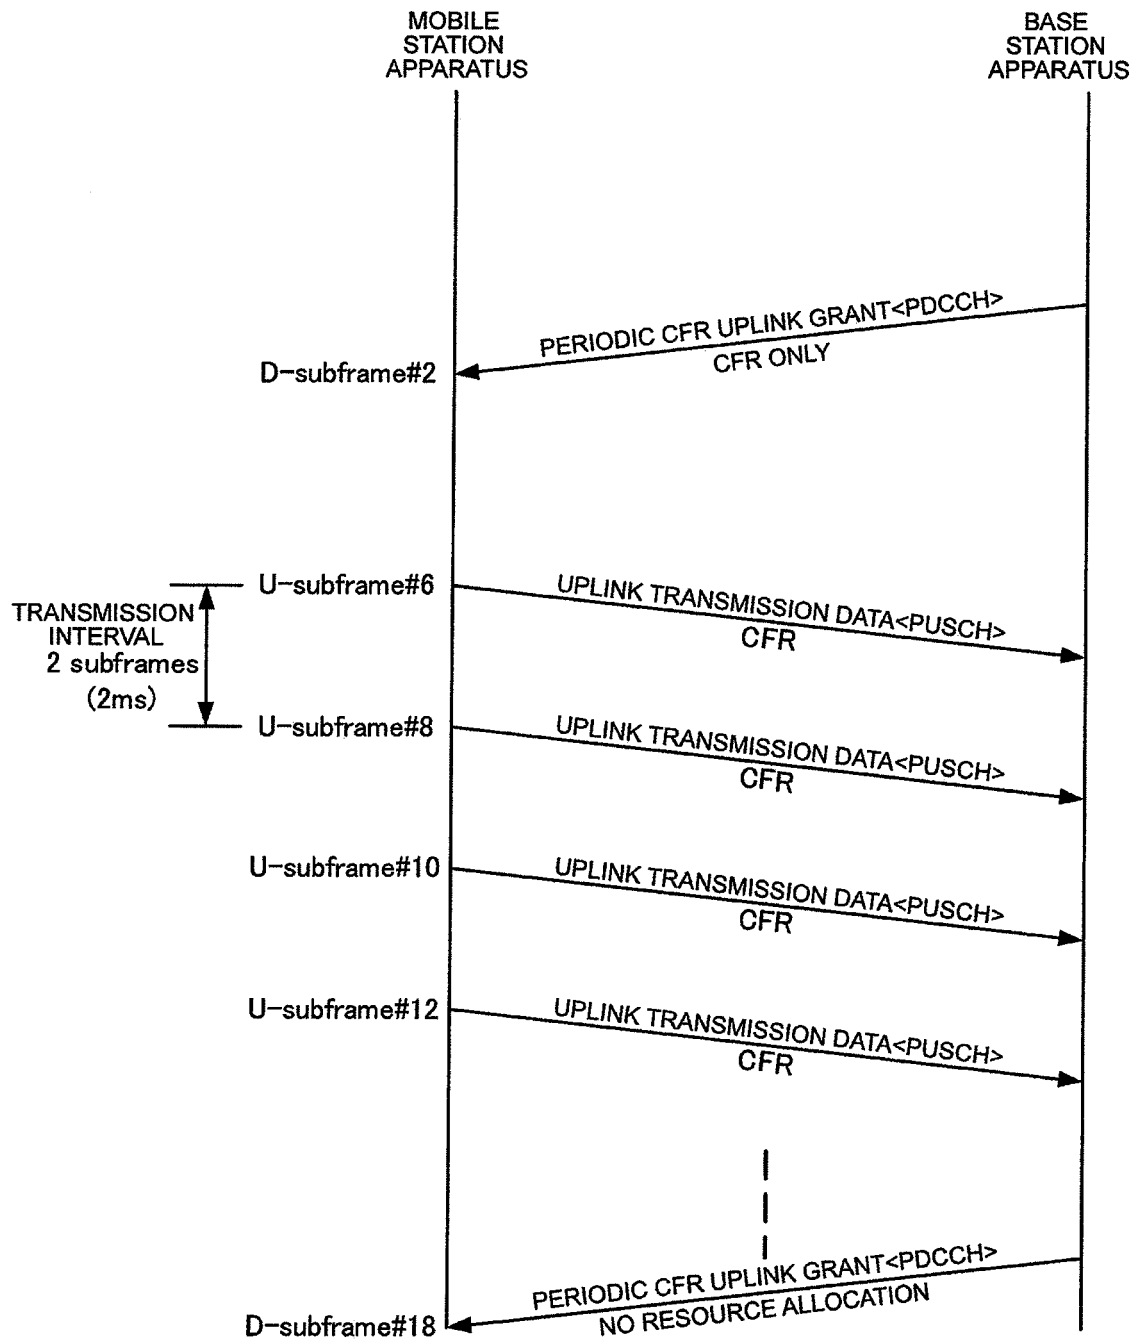 MOBILE
STATION
APPARATUS
BASE
STATION
APPARATUS
PERIODIC CFR UPLINK GRANT<PDCCH>
CFR ONLY
D-subframe#2
U-subframe#6
UPLINK TRANSMISSION DATA<PUSCH>
CFR
TRANSMISSION
INTERVAL
2 subframes
(2ms)
U-subframe#8
UPLINK TRANSMISSION DATA<PUSCH>
CFR
U-subframe#10
UPLINK TRANSMISSION DATA<PUSCH>
CFR
U-subframe#12
UPLINK TRANSMISSION DATA<PUSCH>
CFR
PERIODIC CFR UPLINK GRANT<PDCCH>
NO RESOURCE ALLOCATION
D-subframe#18